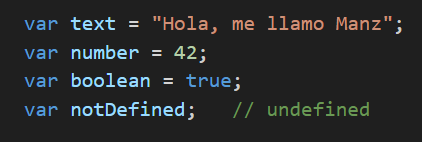 var text = "Hola, me llamo Manz";
var number = 42;
var boolean = true;
var notDefined;   // undefined